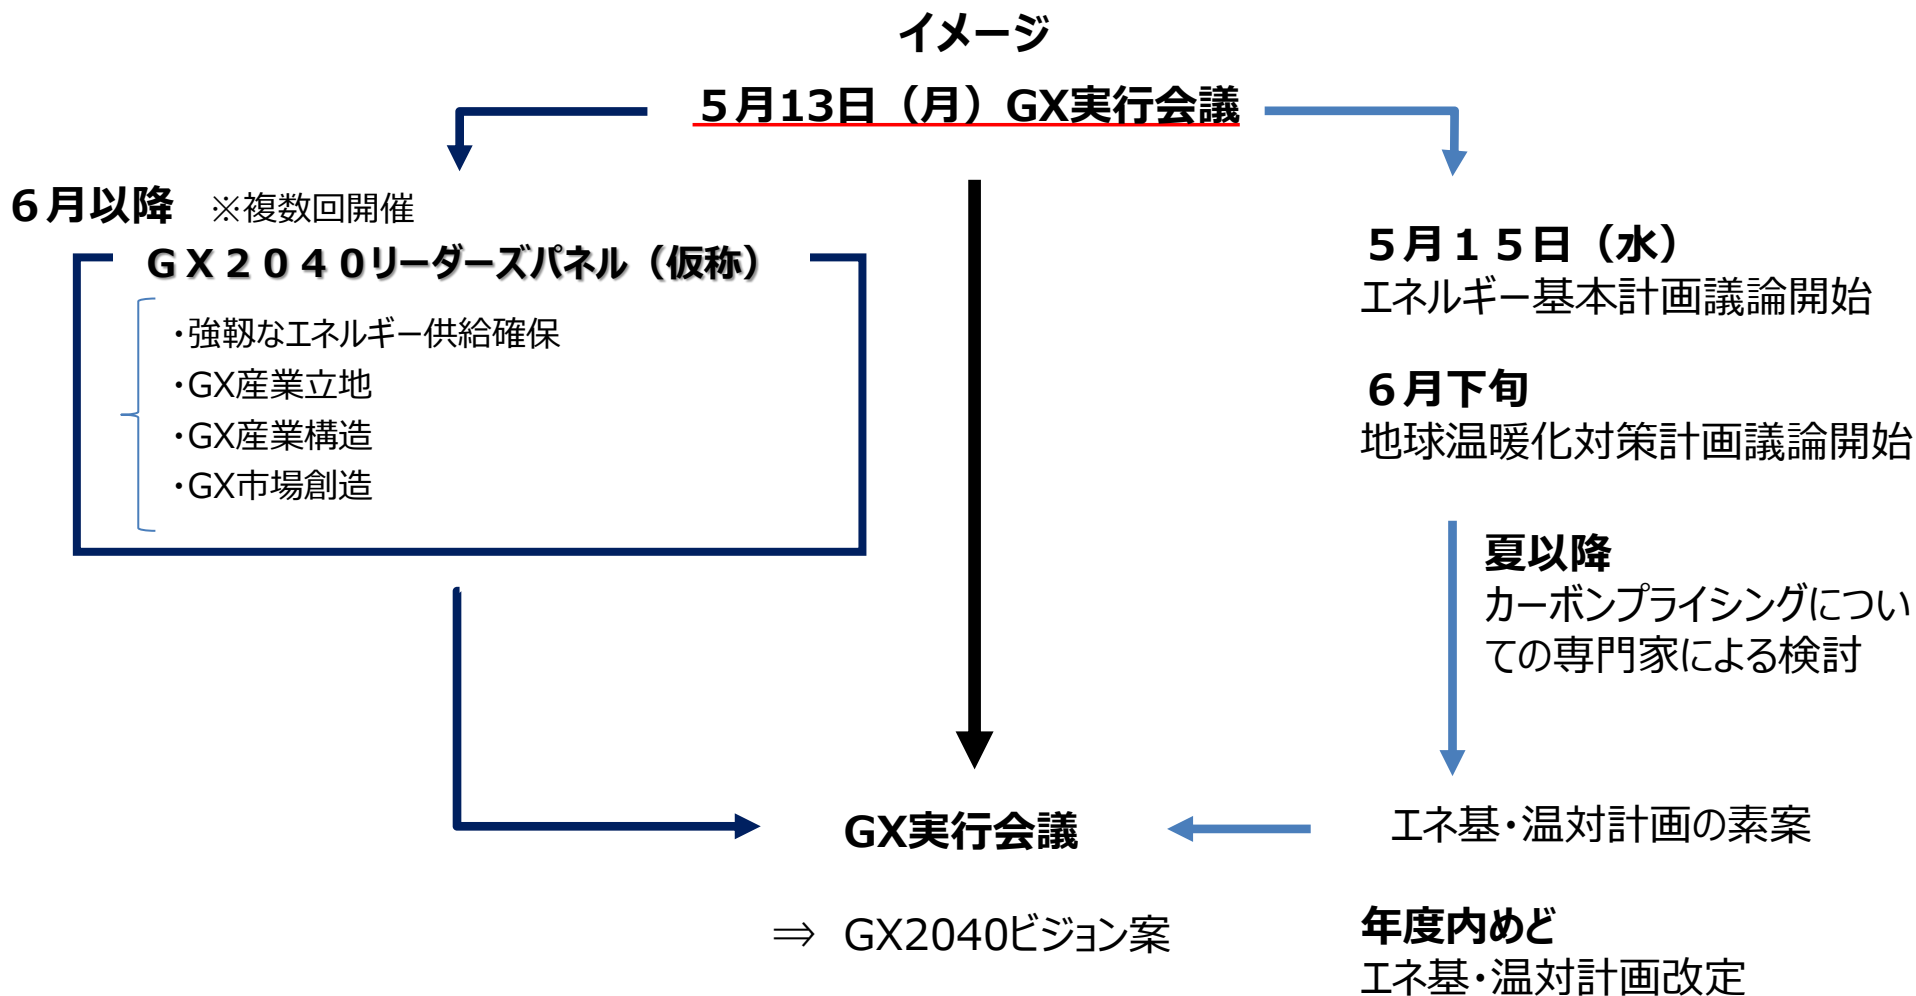 イメージ
５月13日（月）GX実行会議
６月以降　※複数回開催
ＧＸ２０４０リーダーズパネル（仮称）
・強靱なエネルギー供給確保
・GX産業立地
・GX産業構造
・GX市場創造
５月１５日（水）
エネルギー基本計画議論開始
６月下旬
地球温暖化対策計画議論開始
夏以降
カーボンプライシングについ
ての専門家による検討
GX実行会議
⇒　GX2040ビジョン案
エネ基・温対計画の素案
年度内めど
エネ基・温対計画改定